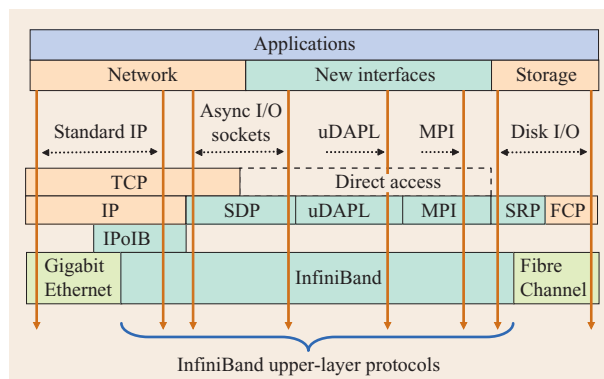 Applications
Network New interfaces Storage
Standard IP Async I/O sockets uDAPL MPI Disk I/O
TCP Direct access
IP SDP uDAPL MPI SRP FCP
IPoIB
Gigabit Ethernet InfiniBand Fibre Channel
InfiniBand upper-layer protocols